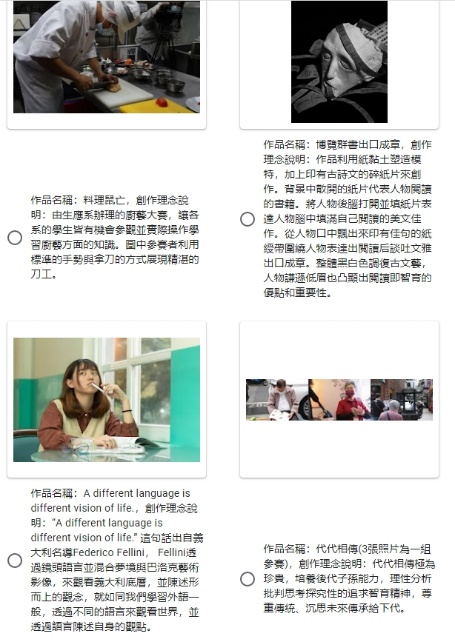 作品名稱：料理鼠亡，創作理念說
明：由生應系辦理的廚藝大賽，讓各
系的學生皆有機會參觀並實際操作學
習廚藝方面的知識。圖中參賽者利用
標準的手勢與拿刀的方式展現精湛的
刀工。
作品名稱：博覽群書出口成章，創作
理念說明：作品利用紙黏土塑造模
特，加上印有古詩文的碎紙片來創
作。背景中散開的紙片代表人物閱讀
的書籍。將人物後腦打開並填紙片表
達人物腦中填滿自己閱讀的美文佳
作。從人物口中飄出來印有佳句的紙
綬帶圍繞人物表達出閱讀后談吐文雅
出口成章。整體黑白色調復古文藝，
人物謙遜低眉也凸顯出閱讀即智育的
優點和重要性。
作品名稱：A different language is
different vision of life.，創作理念說
明："A different language is
different vision of life." 這句話出自義
大利名導Federico Fellini， Fellini透
過鏡頭語言並混合夢境與巴洛克藝術
影像，來觀看義大利底層，並陳述形
而上的觀念，就如同我們學習外語一
般，透過不同的語言來觀看世界，並
透過語言陳述自身的觀點。
作品名稱：代代相傳(3張照片為一組
參賽)，創作理念說明：代代相傳極為
珍貴，培養後代子孫能力，理性分析
批判思考探究性的追求智育精神，尊
重傳統、沉思未來傳承給下代。